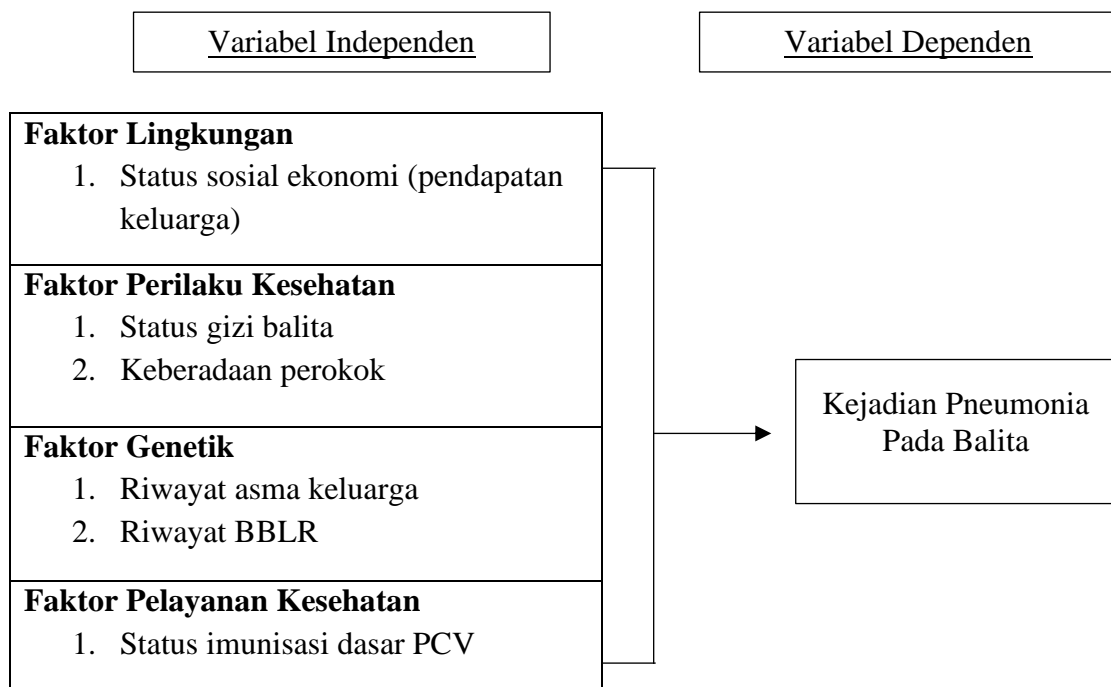 Variabel Independen
Variabel Dependen
Faktor Lingkungan
1. Status sosial ekonomi (pendapatan
keluarga)
Faktor Perilaku Kesehatan
1. Status gizi balita
2. Keberadaan perokok
Faktor Genetik
1. Riwayat asma keluarga
2. Riwayat BBLR
Faktor Pelayanan Kesehatan
1. Status imunisasi dasar PCV
Kejadian Pneumonia
Pada Balita